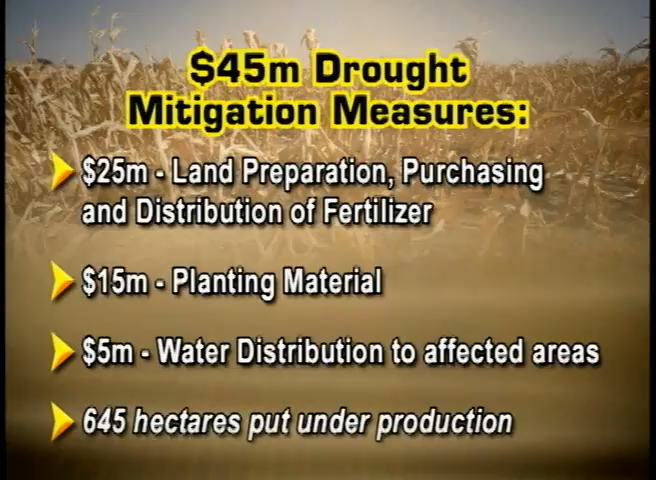 $45m Drought
Mitigation Measures:
$25m - Land Preparation, Purchasing
and Distribution of Fertilizer
$15m - Planting Material
$5m - Water Distribution to affected areas
645 hectares put under production